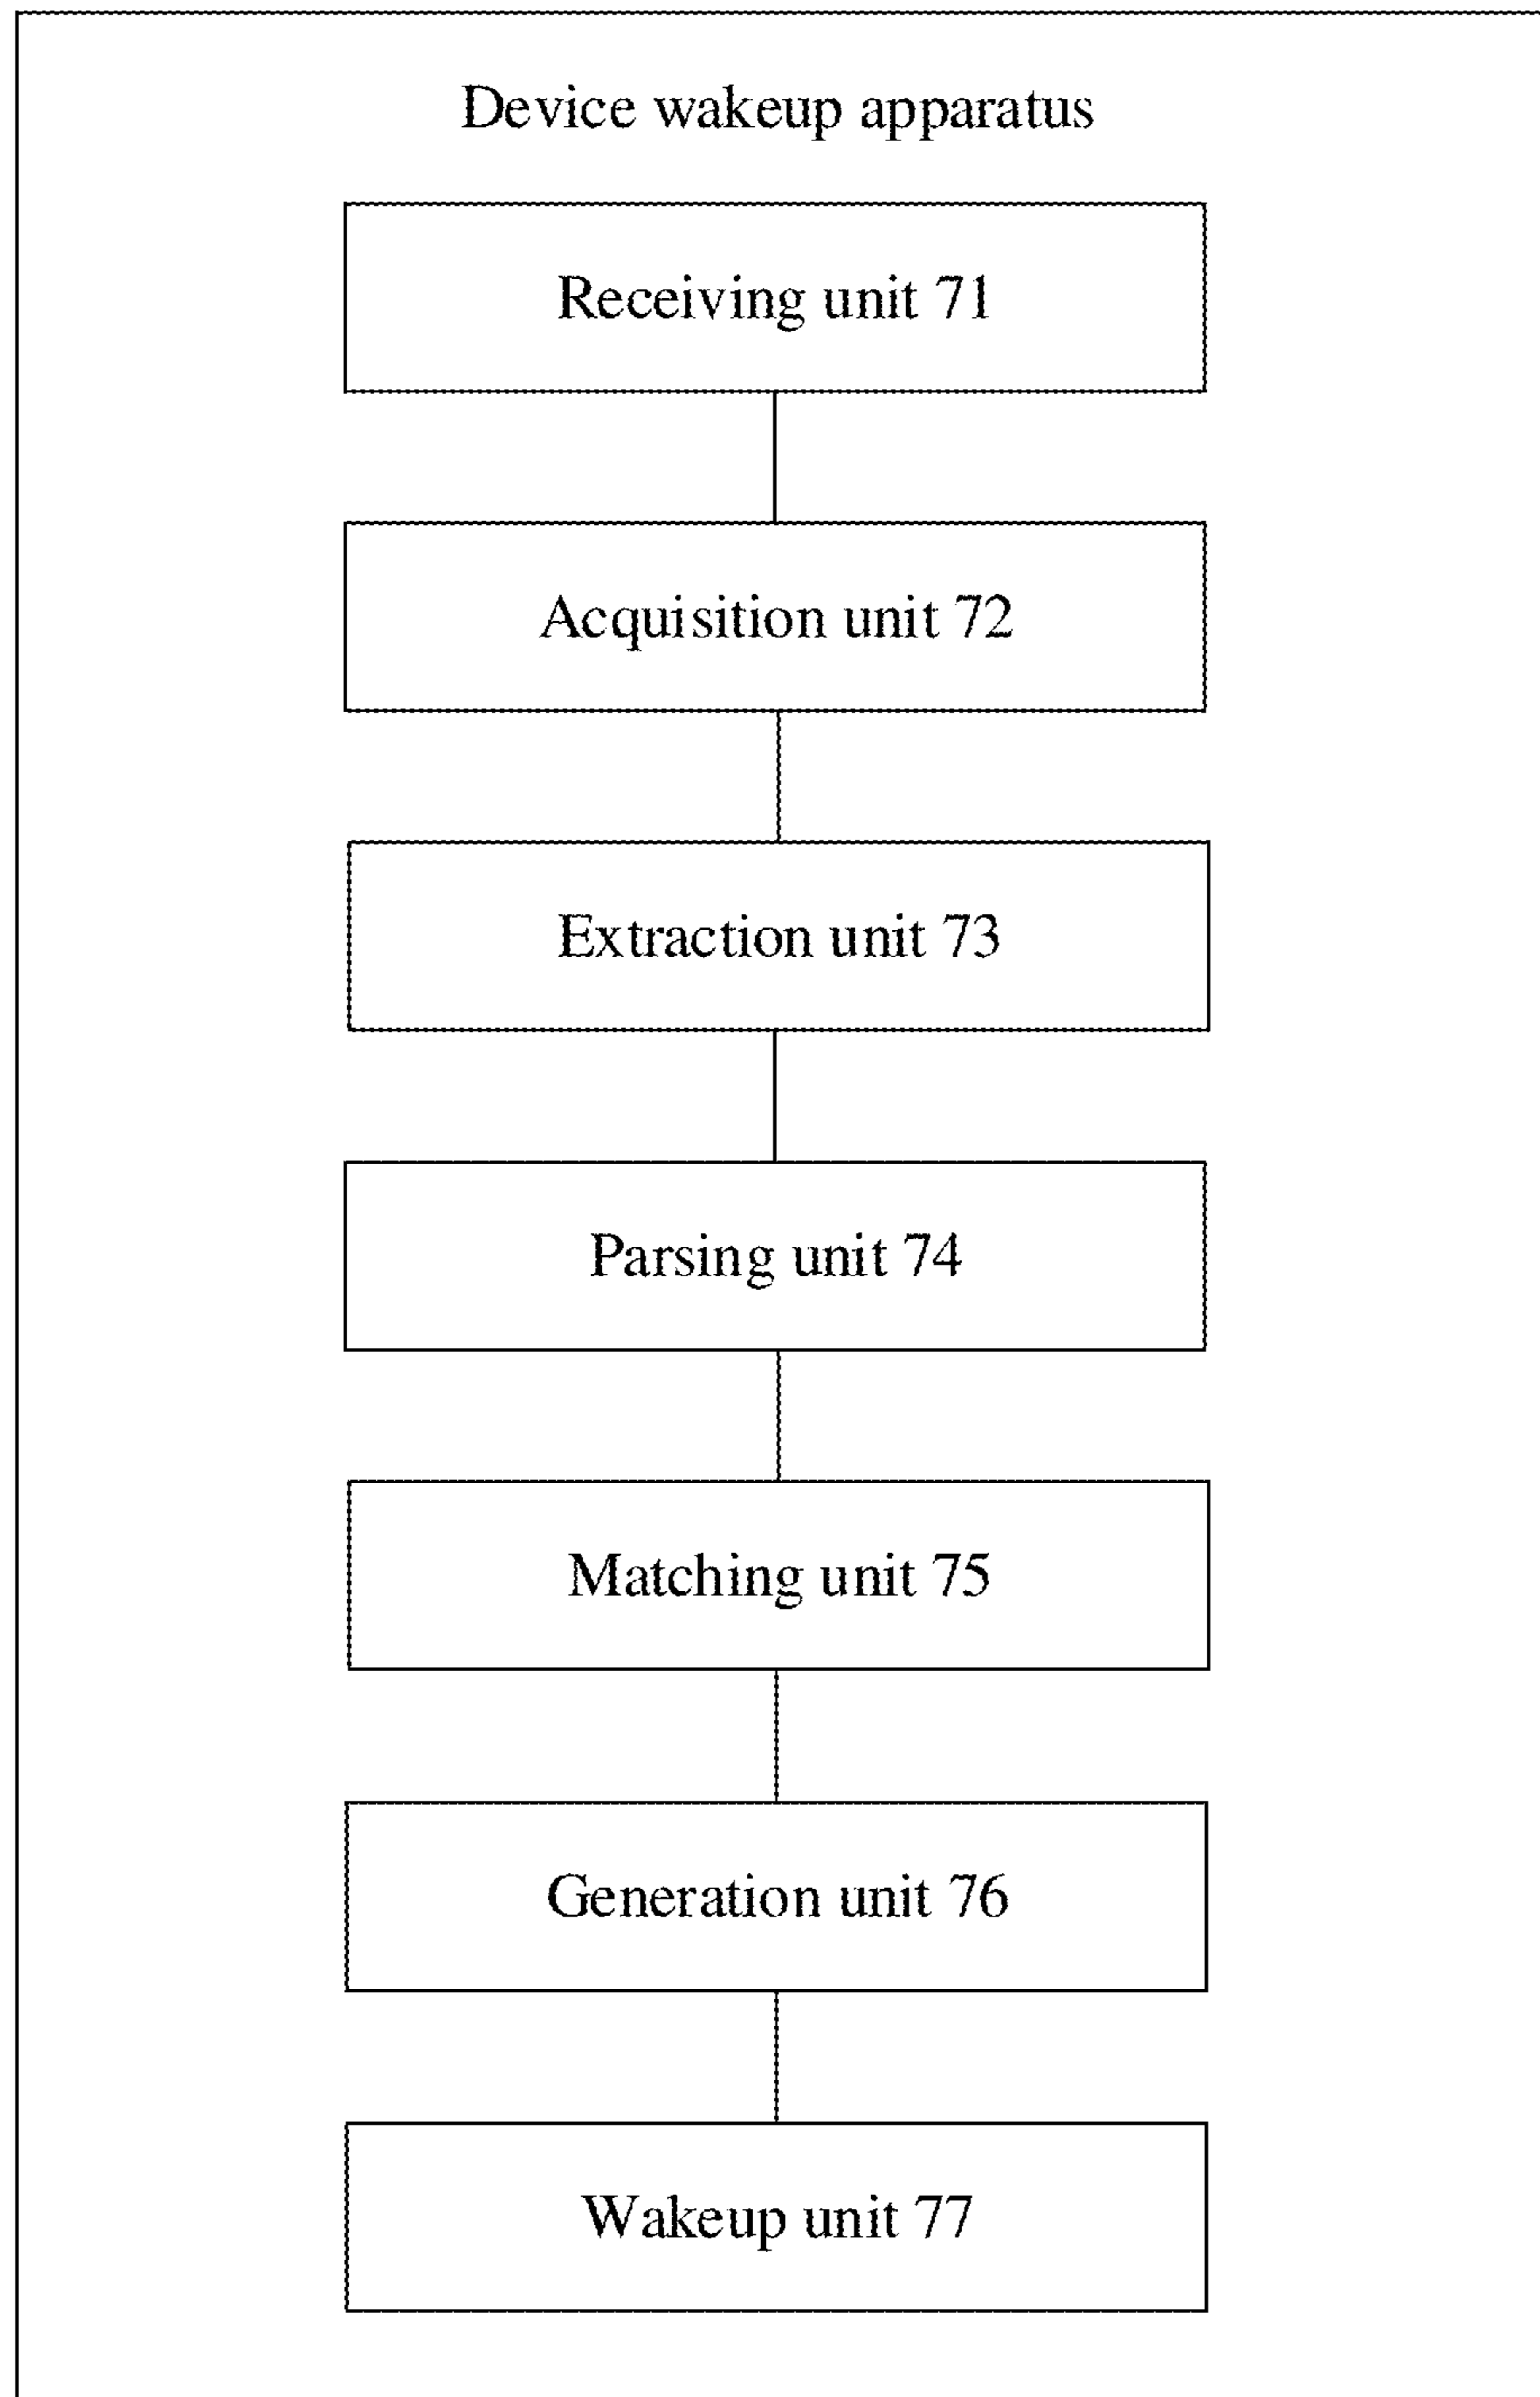 Device wakeup apparatus
Receiving unit 71
Acquisition unit 72
Extraction unit 73
Parsing unit 74
Matching unit 75
Generation unit 76
Wakeup unit 77